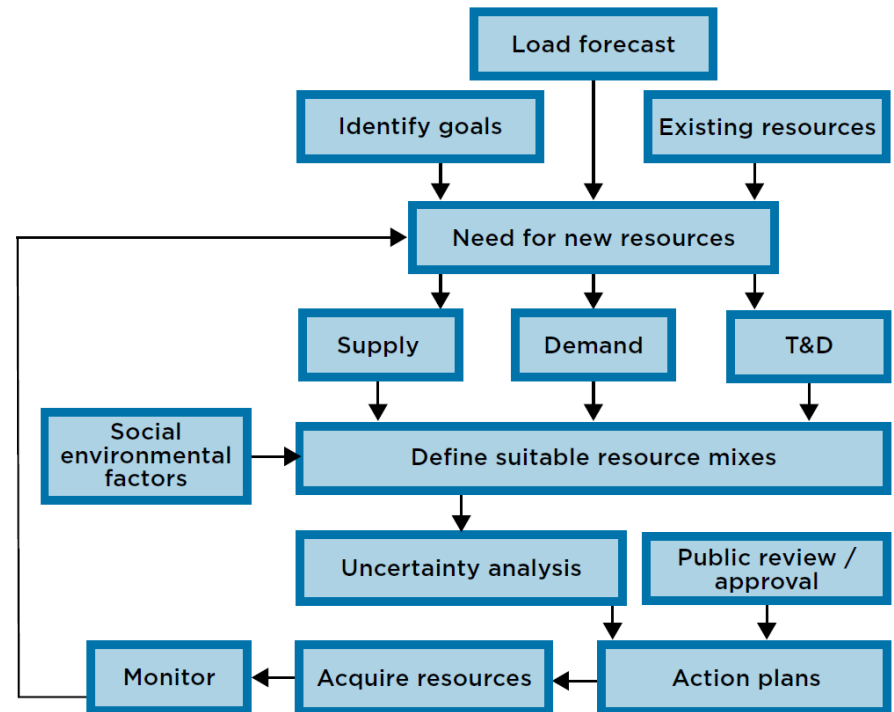 Load forecast
Identify goals
Existing resources
Need for new resources
Supply
Demand
T&D
Social
environmental
factors
Define suitable resource mixes
Uncertainty analysis
Public review /
approval
Monitor
Acquire resources
Action plans